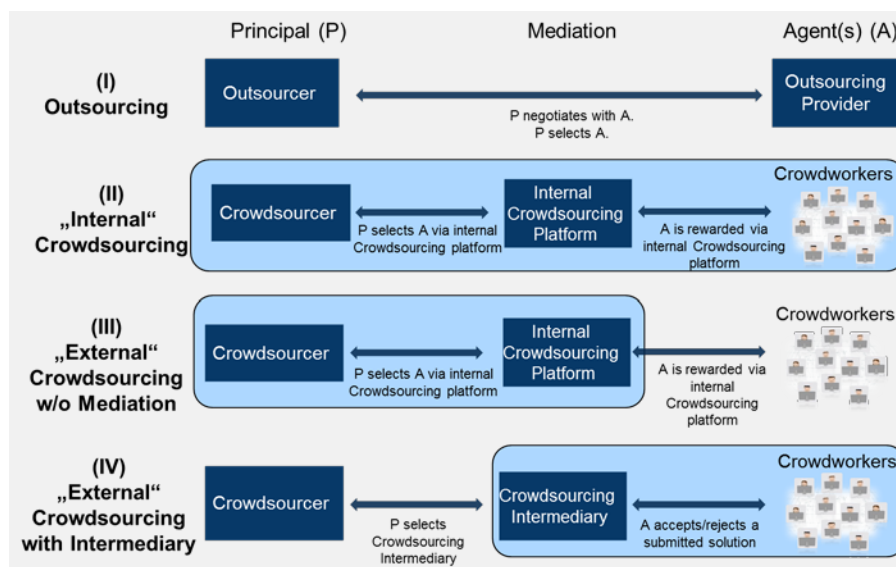 Principal (P)
Mediation
Agent(s) (A)
(I)
Outsourcing
Outsourcer
P negotiates with A.
P selects A.
Outsourcing
Provider
(II)
„Internal“
Crowdsourcing
Crowdsourcer
P selects A via internal
Crowdsourcing platform
Internal
Crowdsourcing
Platform
A is rewarded via
internal Crowdsourcing
platform
Crowdworkers
(III)
„External“
Crowdsourcing
w/o Mediation
Crowdsourcer
P selects A via internal
Crowdsourcing platform
Internal
Crowdsourcing
Platform
A is rewarded via
internal
Crowdsourcing
platform
Crowdworkers
(IV)
„External“
Crowdsourcing
with Intermediary
Crowdsourcer
P selects
Crowdsourcing
Intermediary
Crowdsourcing
Intermediary
A accepts/rejects a
submitted solution
Crowdworkers